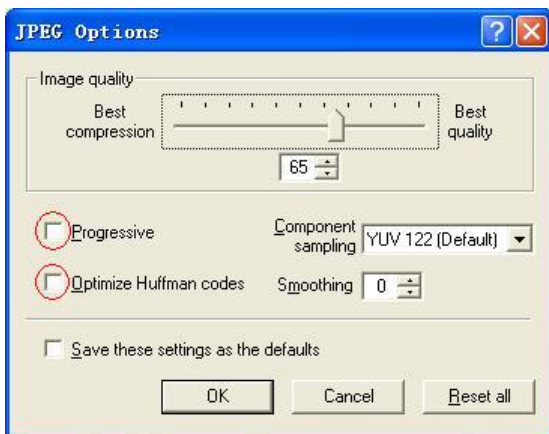 JPEG Options
Image quality
Best compression
Best quality
65
Progressive
Component sampling
YUV 122 (Default)
Optimize Huffman codes
Smoothing
0
Save these settings as the defaults
OK
Cancel
Reset all